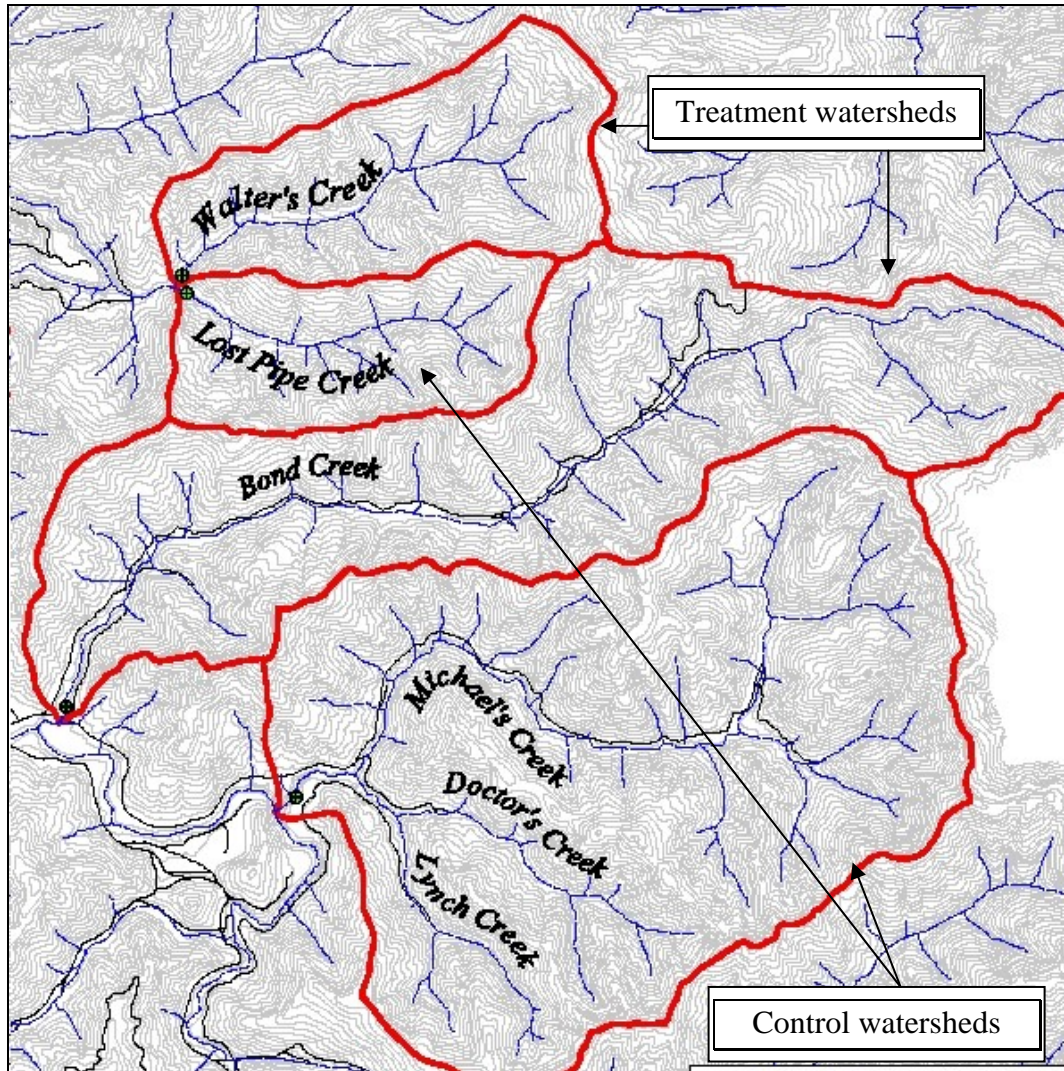 Treatment watersheds
Walter's Creek
Lost Pipe Creek
Bond Creek
Michael's Creek
Doctor's Creek
Lynch Creek
Control watersheds